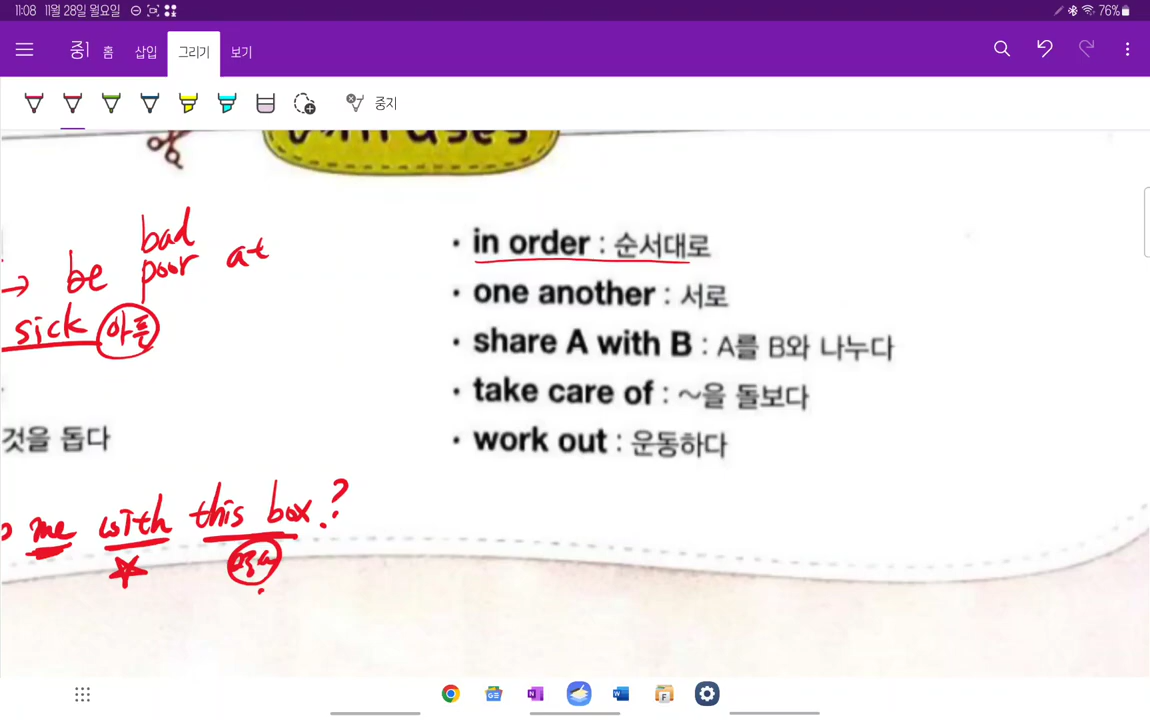 11:08 11월 28일 월요일
76%
중1 홈 삽입 그리기 보기
중지
Phrases
bad
→ be poor at
sick 아픈
것을 돕다
me with this box?
명사
· in order : 순서대로
· one another : 서로
· share A with B : A를 B와 나누다
· take care of : ~을 돌보다
· work out : 운동하다